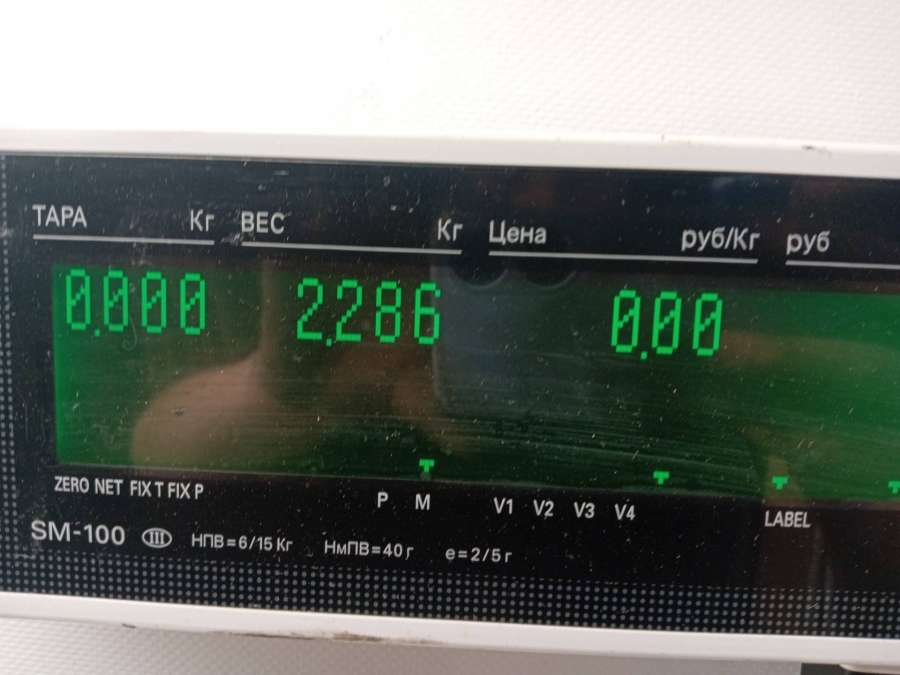 ТАРА Кг ВЕС Кг Цена руб/Кг руб
0.000 2.286 0.00
ZERO NET FIX T FIX P P M V1 V2 V3 V4 LABEL
SM-100 III НПВ=6/15 Кг НмПВ=40 г e=2/5 г